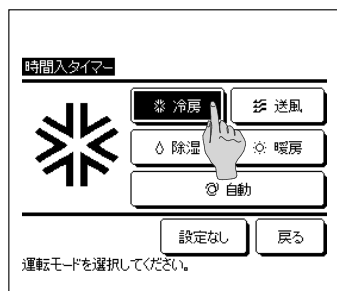 時間入タイマー
冷房 送風
除湿 暖房
自動
設定なし 戻る
運転モードを選択してください。